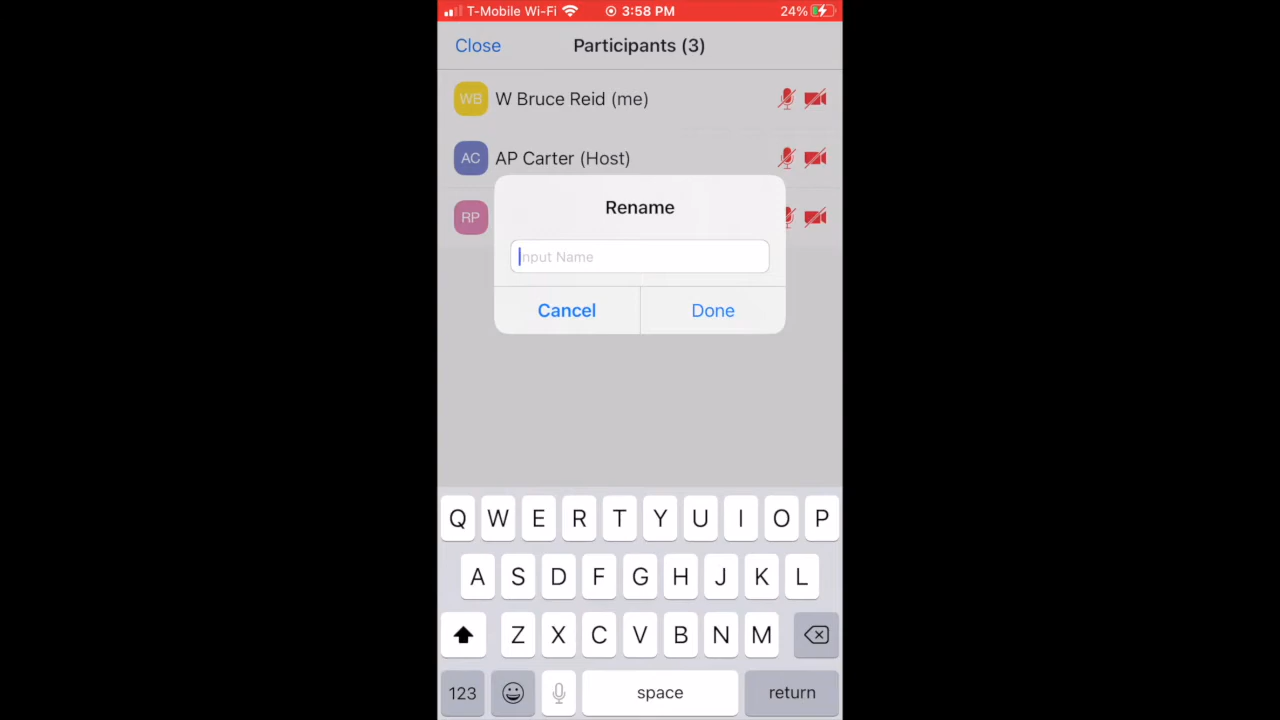 T-Mobile Wi-Fi 3:58 PM 24%
Close Participants (3)
WB W Bruce Reid (me)
AC AP Carter (Host)
RP
Rename
Input Name
Cancel Done
Q W E R T Y U I O P
A S D F G H J K L
Z X C V B N M
123 space return